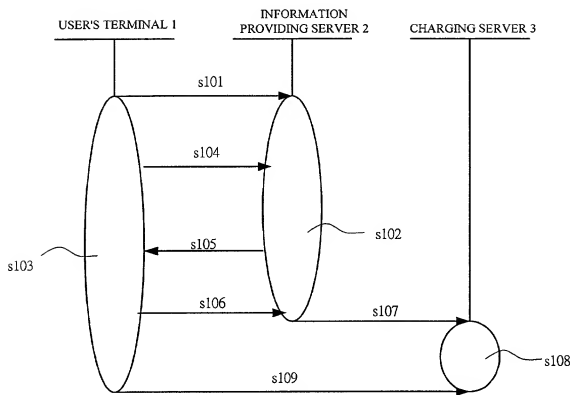 USER'S TERMINAL 1
INFORMATION
PROVIDING SERVER 2
CHARGING SERVER 3
s101
s104
s102
s105
s103
s106
s107
s108
s109